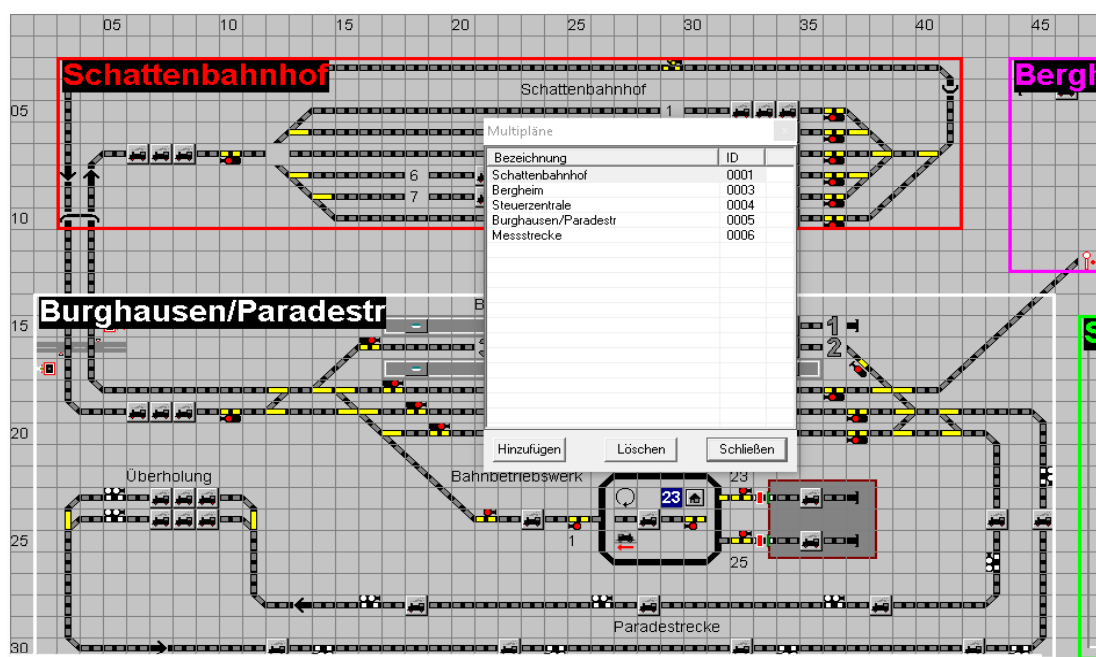 05 10 15 20 25 30 35 40 45
Schattenbahnhof
Bergh
Schattenbahnhof
05
1
Multipläne
Bezeichnung ID
Schattenbahnhof 0001
Bergheim 0003
Steuerzentrale 0004
Burghausen/Paradestr 0005
Messstrecke 0006
6
7
10
Burghausen/Paradestr
B
15
1
2
S
20
Hinzufügen Löschen Schließen
Überholung
Bahnbetriebswerk
23
23
25
1
25
Paradestrecke
30